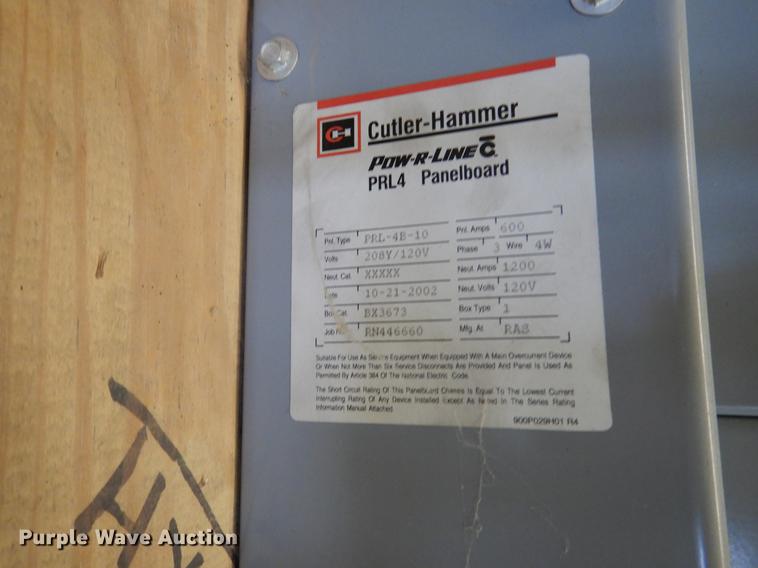 CH Cutler-Hammer
POW-R-LINE C
PRL4 Panelboard
Pnl. Type PRL-4B-10 Pnl. Amps 600
Volts 208Y/120V Phase 3 Wire 4W
Neut. Cat. XXXXX Neut. Amps 1200
Date 10-21-2002 Neut. Volts 120V
Box Cat. BX3673 Box Type 1
Job No. RN446660 Mfg. At RAS
Suitable For Use As Service Equipment When Equipped With A Main Overcurrent Device
Or When Not More Than Six Service Disconnects Are Provided And Panel Is Used As
Permitted By Article 384 Of The National Electric Code.
The Short Circuit Rating Of This Panelboard Chassis Is Equal To The Lowest Current
Interrupting Rating Of Any Device Installed Except As Noted In The Series Rating
Information Manual Attached.
900P029H01 R4
Purple Wave Auction